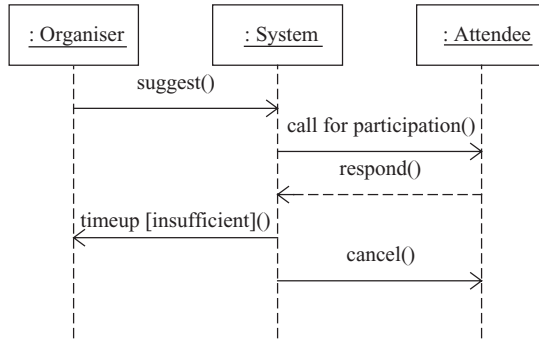 : Organiser
: System
: Attendee
suggest()
call for participation()
respond()
timeup [insufficient]()
cancel()